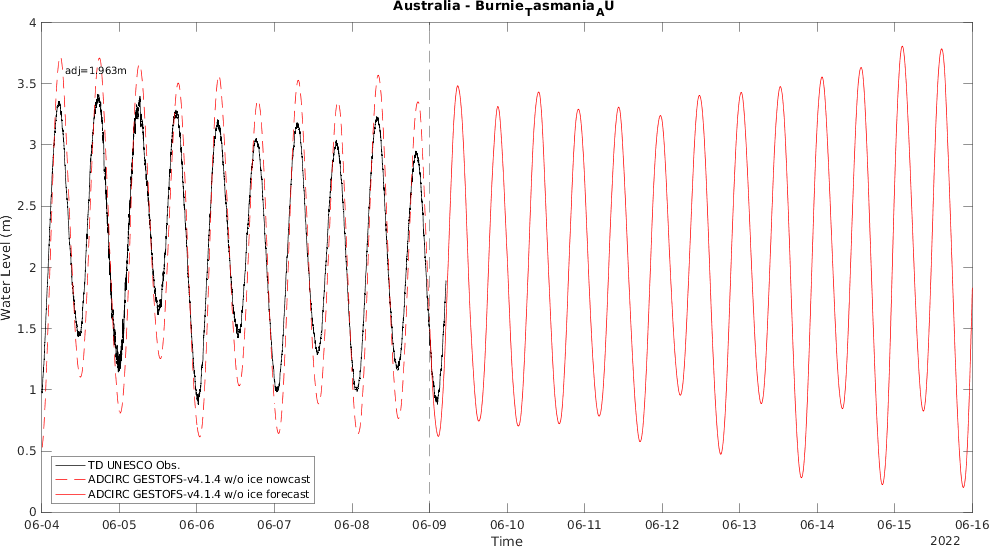 Australia - BurnieTasmaniaAU
4
3.5
3
2.5
2
1.5
1
0.5
0
Water Level (m)
adj=1.963m
TD UNESCO Obs.
ADCIRC GESTOFS-v4.1.4 w/o ice nowcast
ADCIRC GESTOFS-v4.1.4 w/o ice forecast
06-04 06-05 06-06 06-07 06-08 06-09 06-10 06-11 06-12 06-13 06-14 06-15 06-16
Time
2022